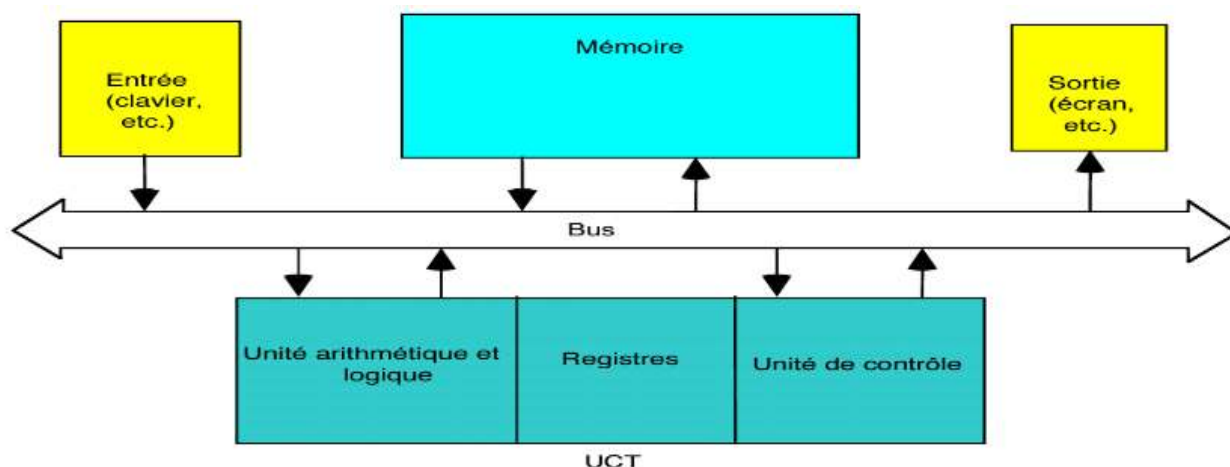 Entrée
(clavier,
etc.)
Mémoire
Sortie
(écran,
etc.)
Bus
Unité arithmétique et
logique
Registres
Unité de contrôle
UCT